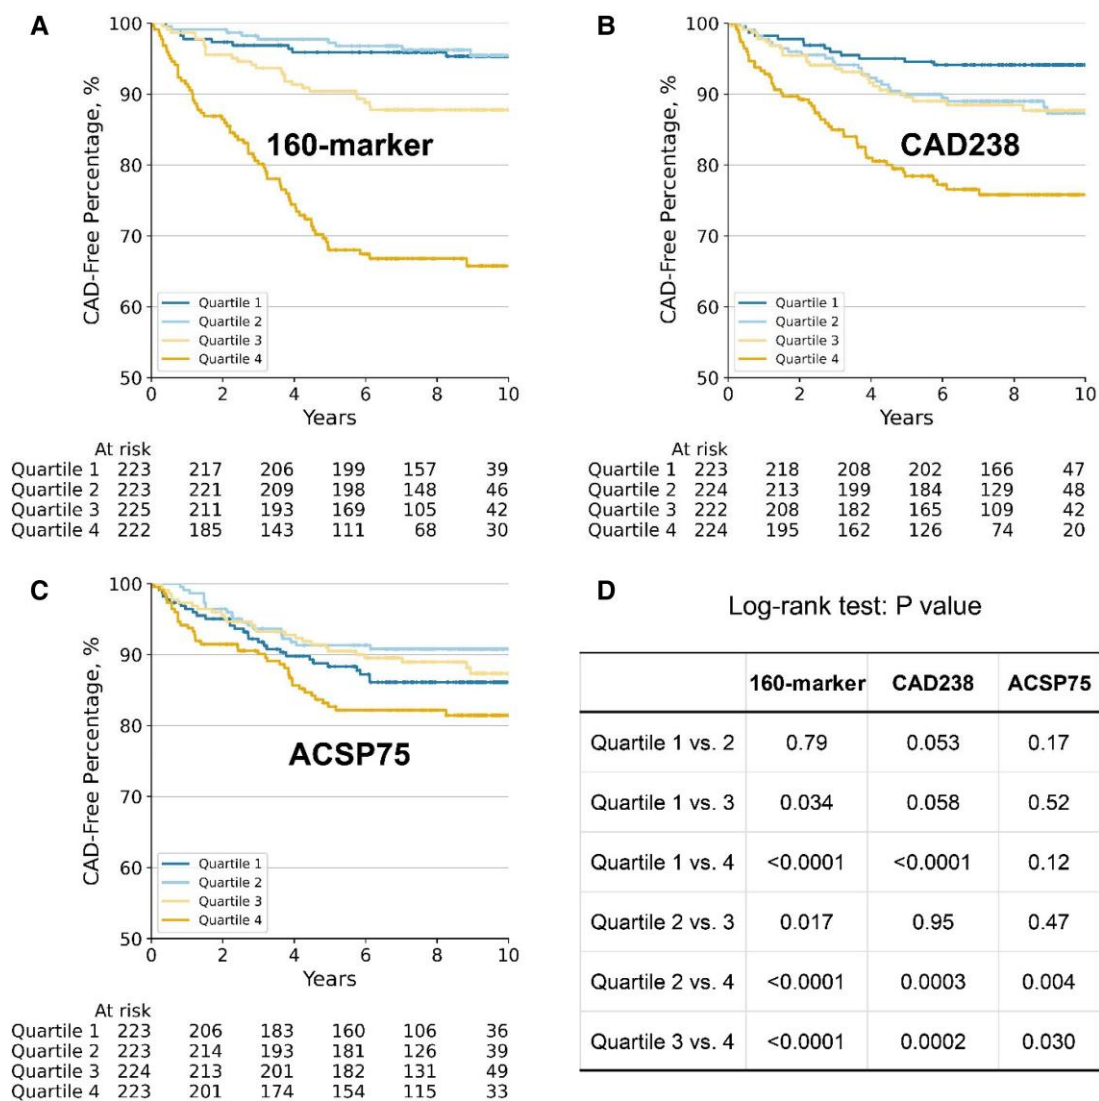 A
CAD-Free Percentage, %
100
90
80
70
60
50
160-marker
Quartile 1
Quartile 2
Quartile 3
Quartile 4
0 2 4 6 8 10
Years
At risk
Quartile 1 223 217 206 199 157 39
Quartile 2 223 221 209 198 148 46
Quartile 3 225 211 193 169 105 42
Quartile 4 222 185 143 111 68 30
B
CAD-Free Percentage, %
100
90
80
70
60
50
CAD238
Quartile 1
Quartile 2
Quartile 3
Quartile 4
0 2 4 6 8 10
Years
At risk
Quartile 1 223 218 208 202 166 47
Quartile 2 224 213 199 184 129 48
Quartile 3 222 208 182 165 109 42
Quartile 4 224 195 162 126 74 20
C
CAD-Free Percentage, %
100
90
80
70
60
50
ACSP75
Quartile 1
Quartile 2
Quartile 3
Quartile 4
0 2 4 6 8 10
Years
At risk
Quartile 1 223 206 183 160 106 36
Quartile 2 223 214 193 181 126 39
Quartile 3 224 213 201 182 131 49
Quartile 4 223 201 174 154 115 33
D
Log-rank test: P value
160-marker CAD238 ACSP75
Quartile 1 vs. 2 0.79 0.053 0.17
Quartile 1 vs. 3 0.034 0.058 0.52
Quartile 1 vs. 4 <0.0001 <0.0001 0.12
Quartile 2 vs. 3 0.017 0.95 0.47
Quartile 2 vs. 4 <0.0001 0.0003 0.004
Quartile 3 vs. 4 <0.0001 0.0002 0.030